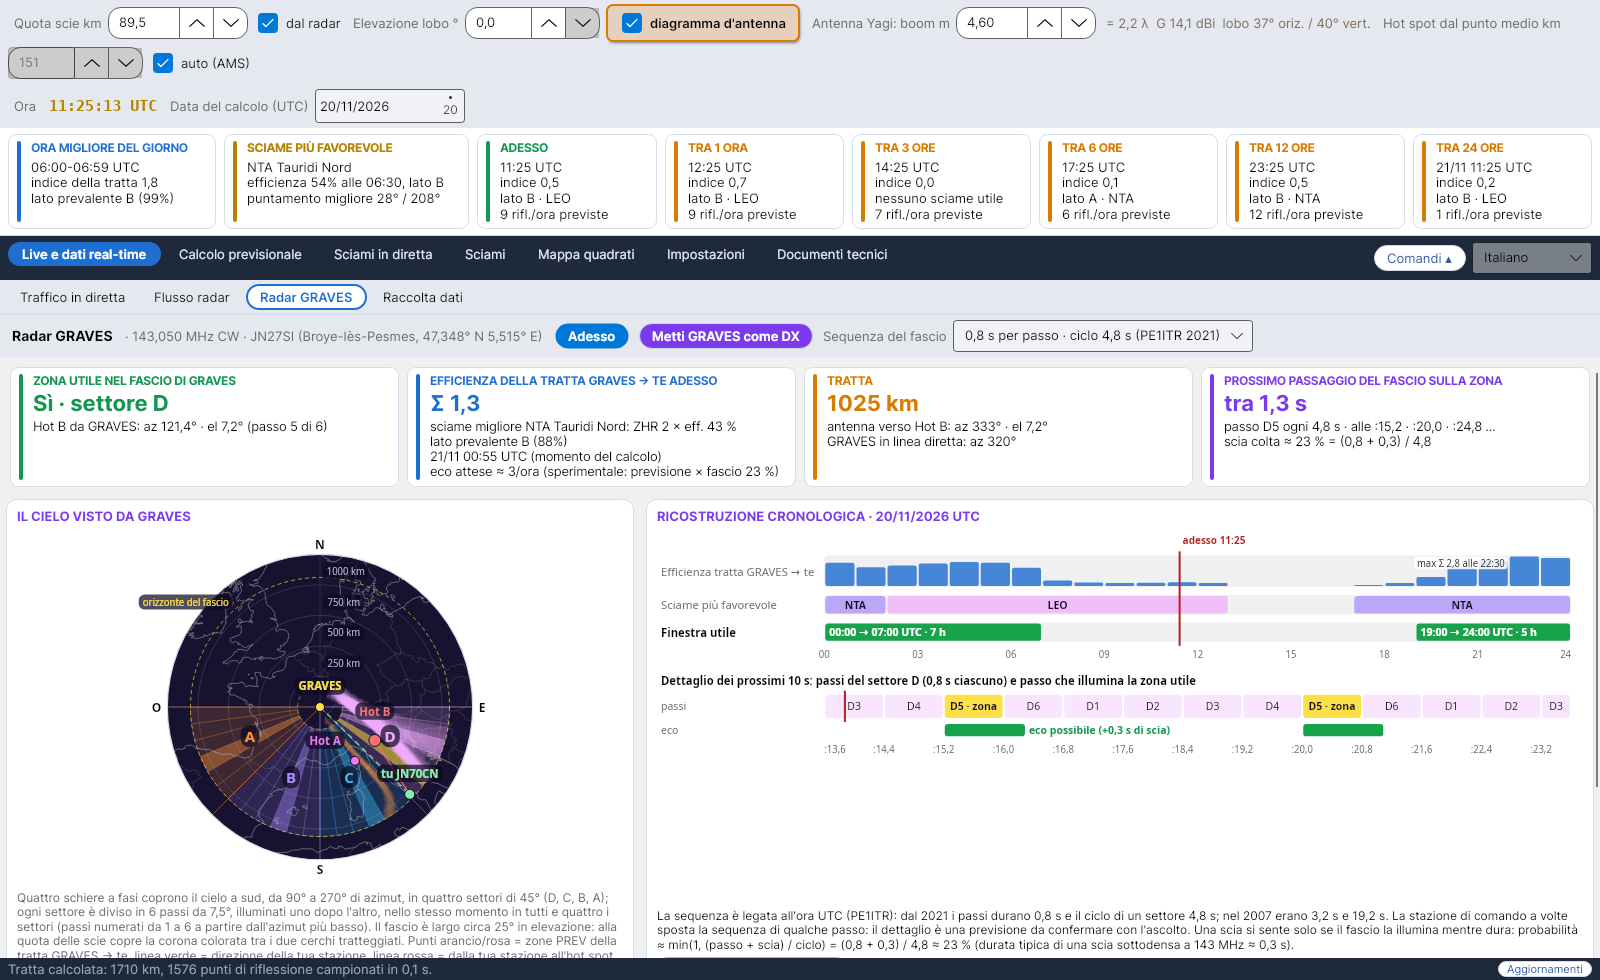 Quota scie km 89,5 dal radar Elevazione lobo ° 0,0 diagramma d'antenna Antenna Yagi: boom m 4,60 = 2,2 λ G 14,1 dBi lobo 37° oriz. / 40° vert. Hot spot dal punto medio km
151 auto (AMS)
Ora 11:25:13 UTC Data del calcolo (UTC) 20/11/2026 20
ORA MIGLIORE DEL GIORNO
06:00-06:59 UTC
indice della tratta 1,8
lato prevalente B (99%)
SCIAME PIÙ FAVOREVOLE
NTA Tauridi Nord
efficienza 54% alle 06:30, lato B
puntamento migliore 28° / 208°
ADESSO
11:25 UTC
indice 0,5
lato B · LEO
9 rifl./ora previste
TRA 1 ORA
12:25 UTC
indice 0,7
lato B · LEO
9 rifl./ora previste
TRA 3 ORE
14:25 UTC
indice 0,0
nessuno sciame utile
7 rifl./ora previste
TRA 6 ORE
17:25 UTC
indice 0,1
lato A · NTA
6 rifl./ora previste
TRA 12 ORE
23:25 UTC
indice 0,5
lato B · NTA
12 rifl./ora previste
TRA 24 ORE
21/11 11:25 UTC
indice 0,2
lato B · LEO
1 rifl./ora previste
Live e dati real-time Calcolo previsionale Sciami in diretta Sciami Mappa quadrati Impostazioni Documenti tecnici Comandi ▴ Italiano
Traffico in diretta Flusso radar Radar GRAVES Raccolta dati
Radar GRAVES · 143,050 MHz CW · JN27SI (Broye-lès-Pesmes, 47,348° N 5,515° E) Adesso Metti GRAVES come DX Sequenza del fascio 0,8 s per passo · ciclo 4,8 s (PE1ITR 2021)
ZONA UTILE NEL FASCIO DI GRAVES
Sì · settore D
Hot B da GRAVES: az 121,4° · el 7,2° (passo 5 di 6)
EFFICIENZA DELLA TRATTA GRAVES → TE ADESSO
Σ 1,3
sciame migliore NTA Tauridi Nord: ZHR 2 × eff. 43 %
lato prevalente B (88%)
21/11 00:55 UTC (momento del calcolo)
eco attese ≈ 3/ora (sperimentale: previsione × fascio 23 %)
TRATTA
1025 km
antenna verso Hot B: az 333° · el 7,2°
GRAVES in linea diretta: az 320°
PROSSIMO PASSAGGIO DEL FASCIO SULLA ZONA
tra 1,3 s
passo D5 ogni 4,8 s · alle :15,2 · :20,0 · :24,8 ...
scia colta ≈ 23 % = (0,8 + 0,3) / 4,8
IL CIELO VISTO DA GRAVES
N
1000 km
orizzonte del fascio
750 km
500 km
250 km
GRAVES
O
E
Hot B
A
Hot A
D
B
C
tu JN70CN
S
Quattro schiere a fasi coprono il cielo a sud, da 90° a 270° di azimut, in quattro settori di 45° (D, C, B, A);
ogni settore è diviso in 6 passi da 7,5°, illuminati uno dopo l'altro, nello stesso momento in tutti e quattro i
settori (passi numerati da 1 a 6 a partire dall'azimut più basso). Il fascio è largo circa 25° in elevazione: alla
quota delle scie copre la corona colorata tra i due cerchi tratteggiati. Punti arancio/rosa = zone PREV della
tratta GRAVES → te, linea verde = direzione della tua stazione, linea rossa = dalla tua stazione all'hot spot
RICOSTRUZIONE CRONOLOGICA · 20/11/2026 UTC
adesso 11:25
Efficienza tratta GRAVES → te
max Σ 2,8 alle 22:30
Sciame più favorevole NTA LEO NTA
Finestra utile 00:00 → 07:00 UTC · 7 h 19:00 → 24:00 UTC · 5 h
00 03 06 09 12 15 18 21 24
Dettaglio dei prossimi 10 s: passi del settore D (0,8 s ciascuno) e passo che illumina la zona utile
passi D3 D4 D5 · zona D6 D1 D2 D3 D4 D5 · zona D6 D1 D2 D3
eco eco possibile (+0,3 s di scia)
:13,6 :14,4 :15,2 :16,0 :16,8 :17,6 :18,4 :19,2 :20,0 :20,8 :21,6 :22,4 :23,2
La sequenza è legata all'ora UTC (PE1ITR): dal 2021 i passi durano 0,8 s e il ciclo di un settore 4,8 s; nel 2007 erano 3,2 s e 19,2 s. La stazione di comando a volte
sposta la sequenza di qualche passo: il dettaglio è una previsione da confermare con l'ascolto. Una scia si sente solo se il fascio la illumina mentre dura: probabilità
≈ min(1, (passo + scia) / ciclo) = (0,8 + 0,3) / 4,8 ≈ 23 % (durata tipica di una scia sottodensa a 143 MHz ≈ 0,3 s).
Tratta calcolata: 1710 km, 1576 punti di riflessione campionati in 0,1 s. Aggiornamenti